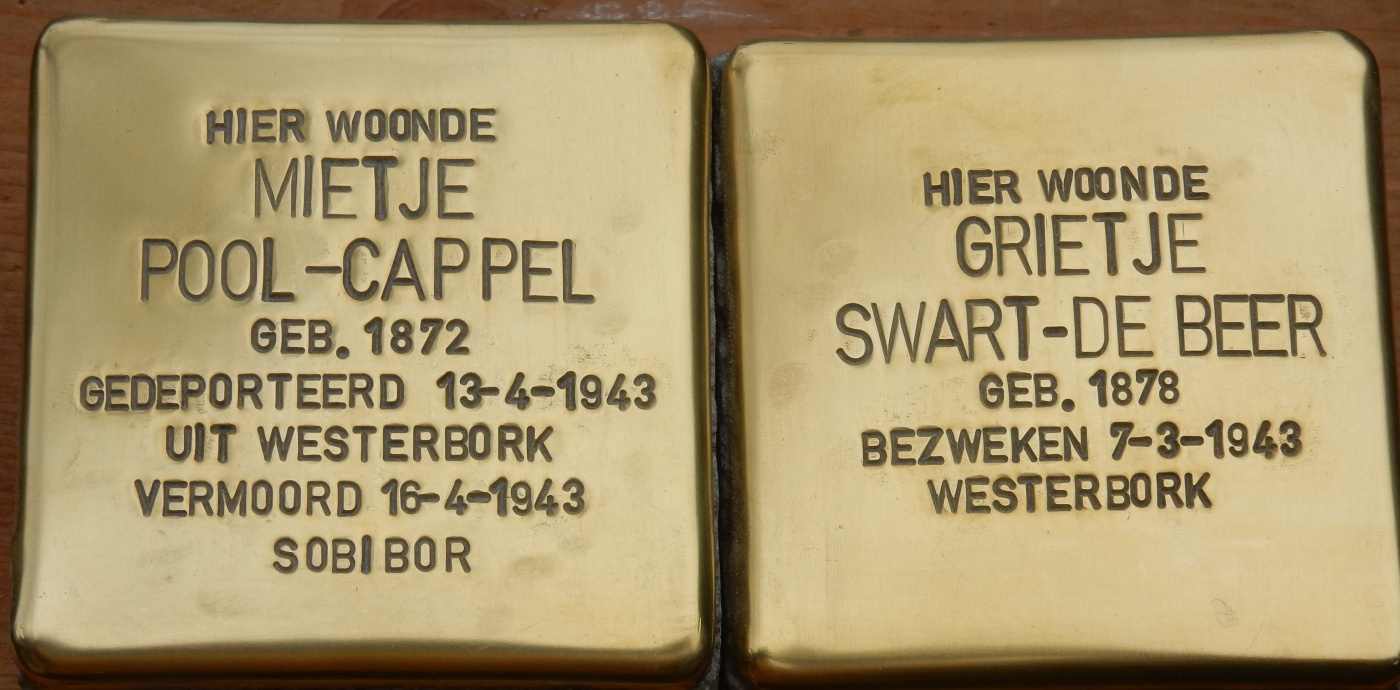 HIER WOONDE
MIETJE
POOL-CAPPEL
GEB. 1872
GEDEPORTEERD 13-4-1943
UIT WESTERBORK
VERMOORD 16-4-1943
SOBIBOR
HIER WOONDE
GRIETJE
SWART-DE BEER
GEB. 1878
BEZWEKEN 7-3-1943
WESTERBORK